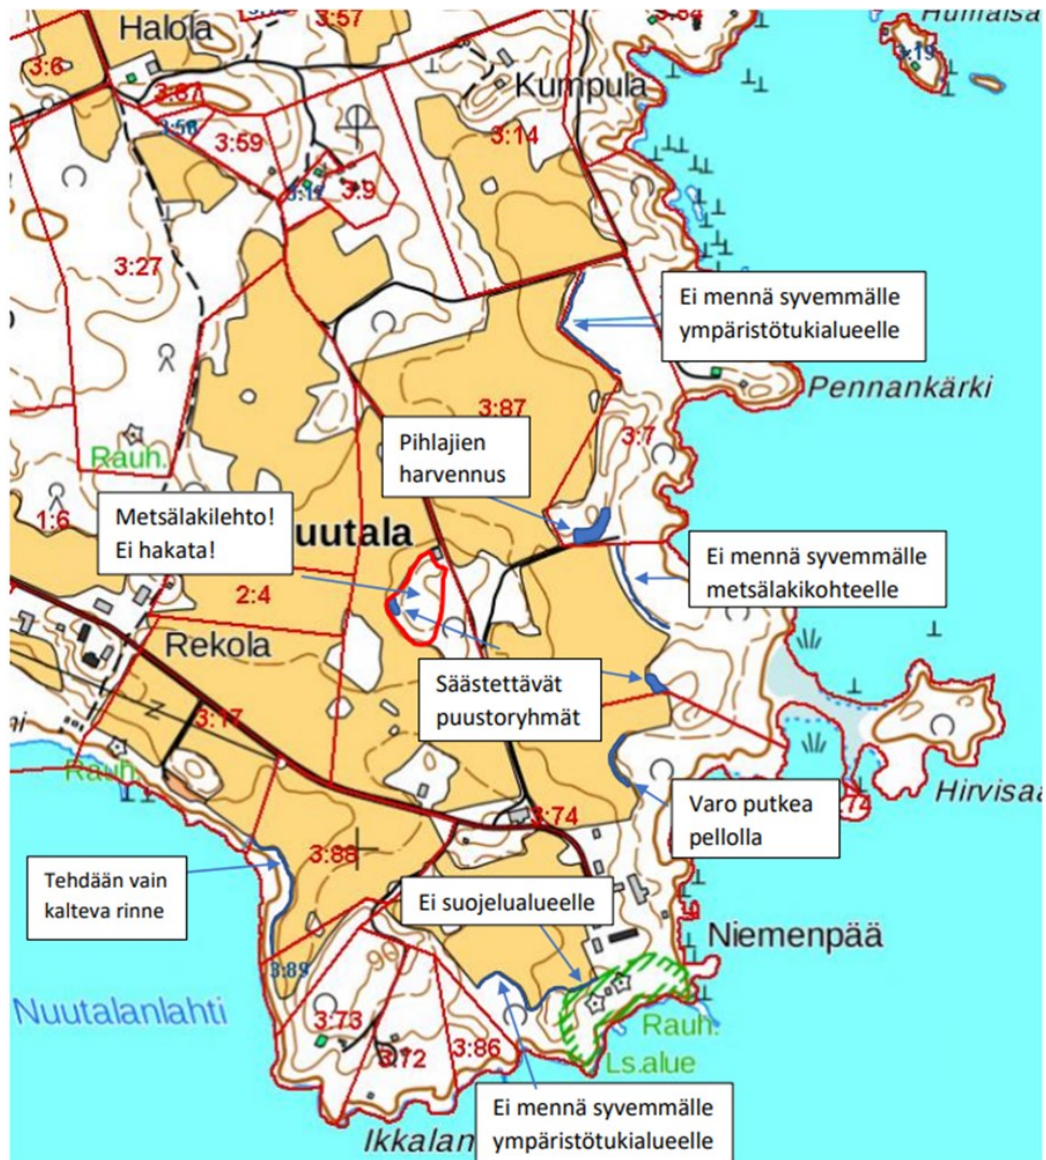 Halola
3:57
3:6
3:87
3:59
3:9
Kumpula
3:14
3:19
3:27
Ei mennä syvemmälle
ympäristötukialueelle
Pennankärki
3:87
3:7
Pihlajien
harvennus
Rauh.
1:6
Metsälakilehto!
Ei hakata!
uutala
Ei mennä syvemmälle
metsälakikohteelle
2:4
Rekola
Säästettävät
puustoryhmät
3:17
Rauh.
Hirvisaa
Varo putkea
pellolla
3:74
3:88
Tehdään vain
kalteva rinne
Ei suojelualueelle
Niemenpää
3:89
Nuutalanlahti
3:73
3:72
3:86
Rauh.
Ls.alue
Ei mennä syvemmälle
ympäristötukialueelle
Ikkalan